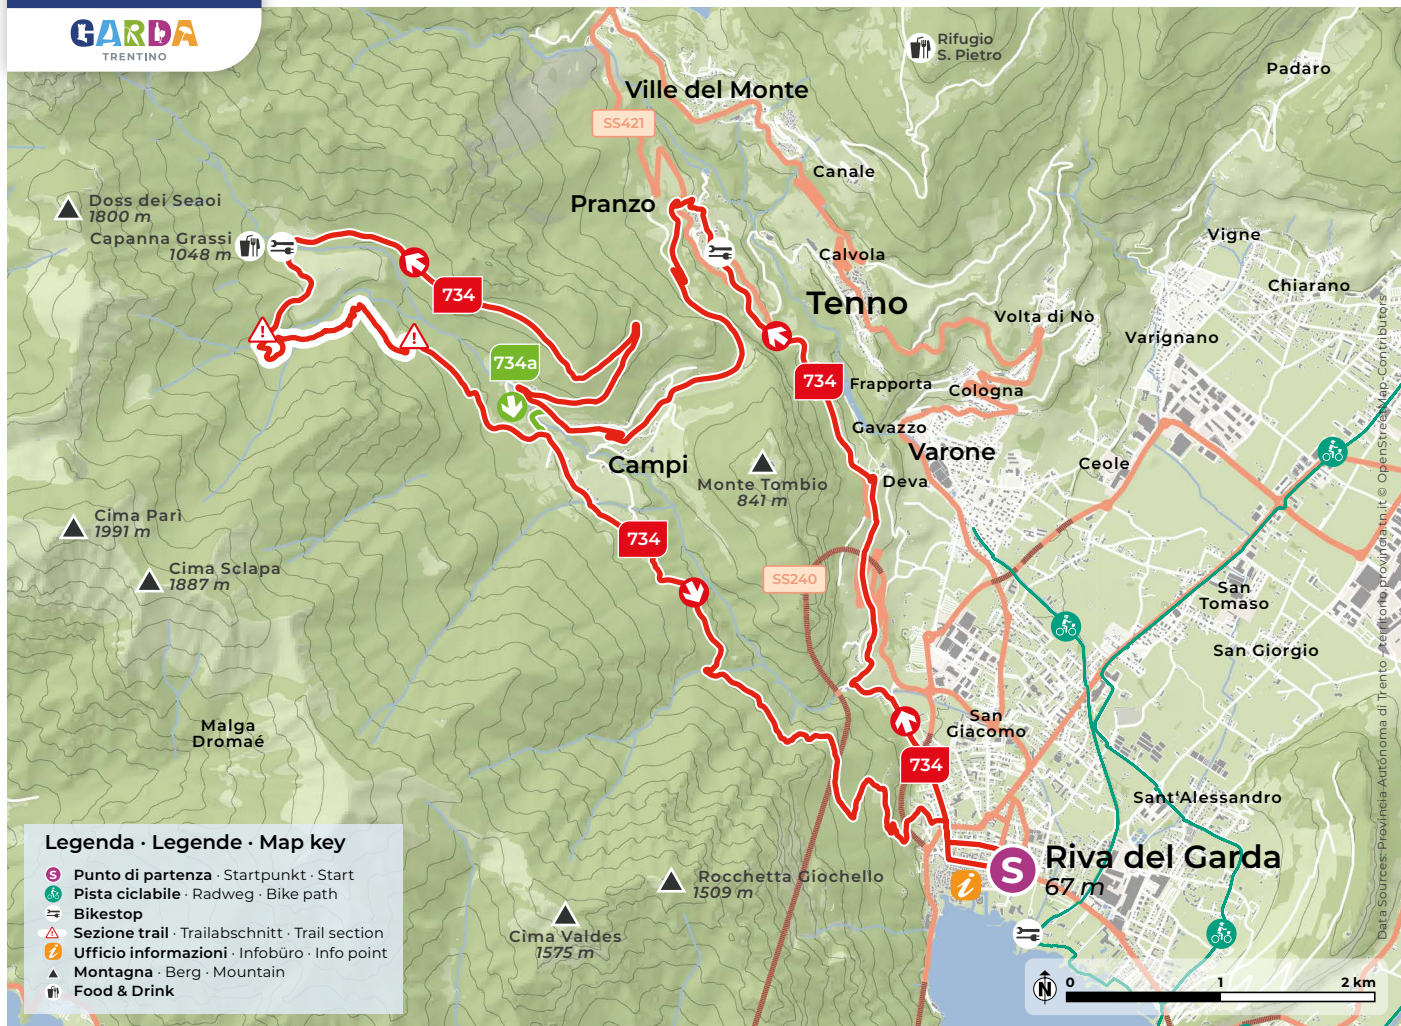 GARDA
TRENTINO
Rifugio
S. Pietro
Padaro
Ville del Monte
SS421
Canale
Pranzo
Doss dei Seaoi
1800 m
Capanna Grassi
1048 m
Vigne
Calvola
Chiarano
734
Tenno
Volta di Nò
Varignano
734a
734
Frapporta
Cologna
Gavazzo
Varone
Campi
Ceole
Monte Tombio
841 m
Deva
Cima Parì
1991 m
734
Cima Sclapa
1887 m
SS240
San
Tomaso
San Giorgio
Malga
Dromaé
San
Giacomo
734
Sant'Alessandro
Riva del Garda
67 m
S
i
Rocchetta Giochello
1509 m
Cima Valdes
1575 m
Legenda · Legende · Map key
S Punto di partenza · Startpunkt · Start
Pista ciclabile · Radweg · Bike path
Bikestop
Sezione trail · Trailabschnitt · Trail section
i Ufficio informazioni · Infobüro · Info point
Montagna · Berg · Mountain
Food & Drink
N
0 1 2 km
Data Sources: Provincia Autonoma di Trento - territorio.provincia.tn.it © OpenStreetMap-Contributors